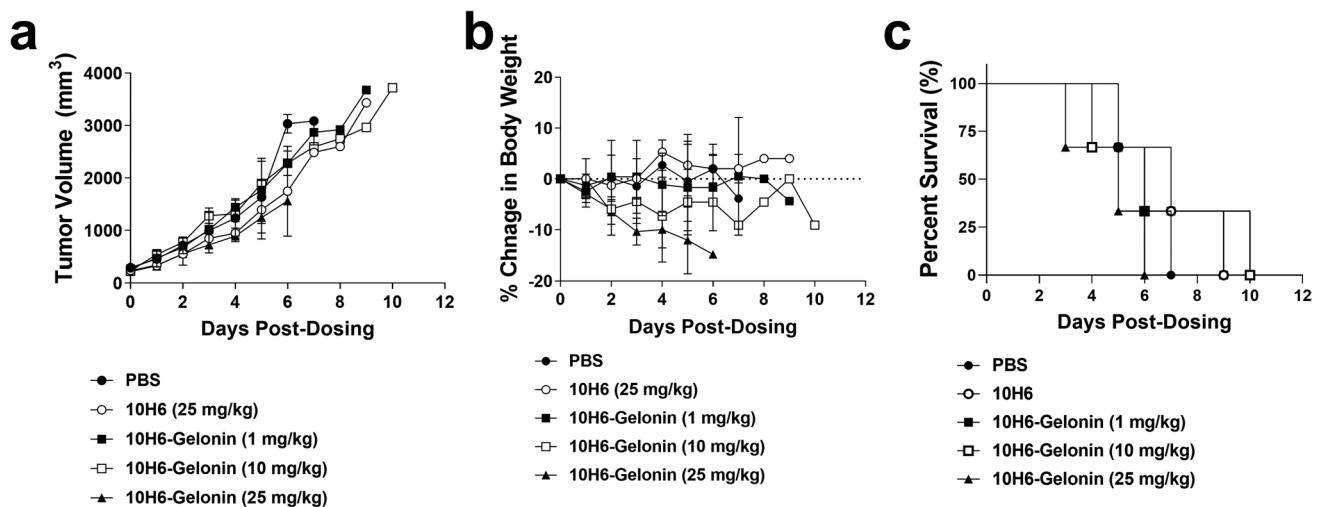 a
Tumor Volume (mm³)
4000
3000
2000
1000
0
0 2 4 6 8 10 12
Days Post-Dosing
PBS
10H6 (25 mg/kg)
10H6-Gelonin (1 mg/kg)
10H6-Gelonin (10 mg/kg)
10H6-Gelonin (25 mg/kg)
b
% Chnage in Body Weight
20
10
0
-10
-20
0 2 4 6 8 10 12
Days Post-Dosing
PBS
10H6 (25 mg/kg)
10H6-Gelonin (1 mg/kg)
10H6-Gelonin (10 mg/kg)
10H6-Gelonin (25 mg/kg)
c
Percent Survival (%)
100
75
50
25
0
0 2 4 6 8 10 12
Days Post-Dosing
PBS
10H6
10H6-Gelonin (1 mg/kg)
10H6-Gelonin (10 mg/kg)
10H6-Gelonin (25 mg/kg)